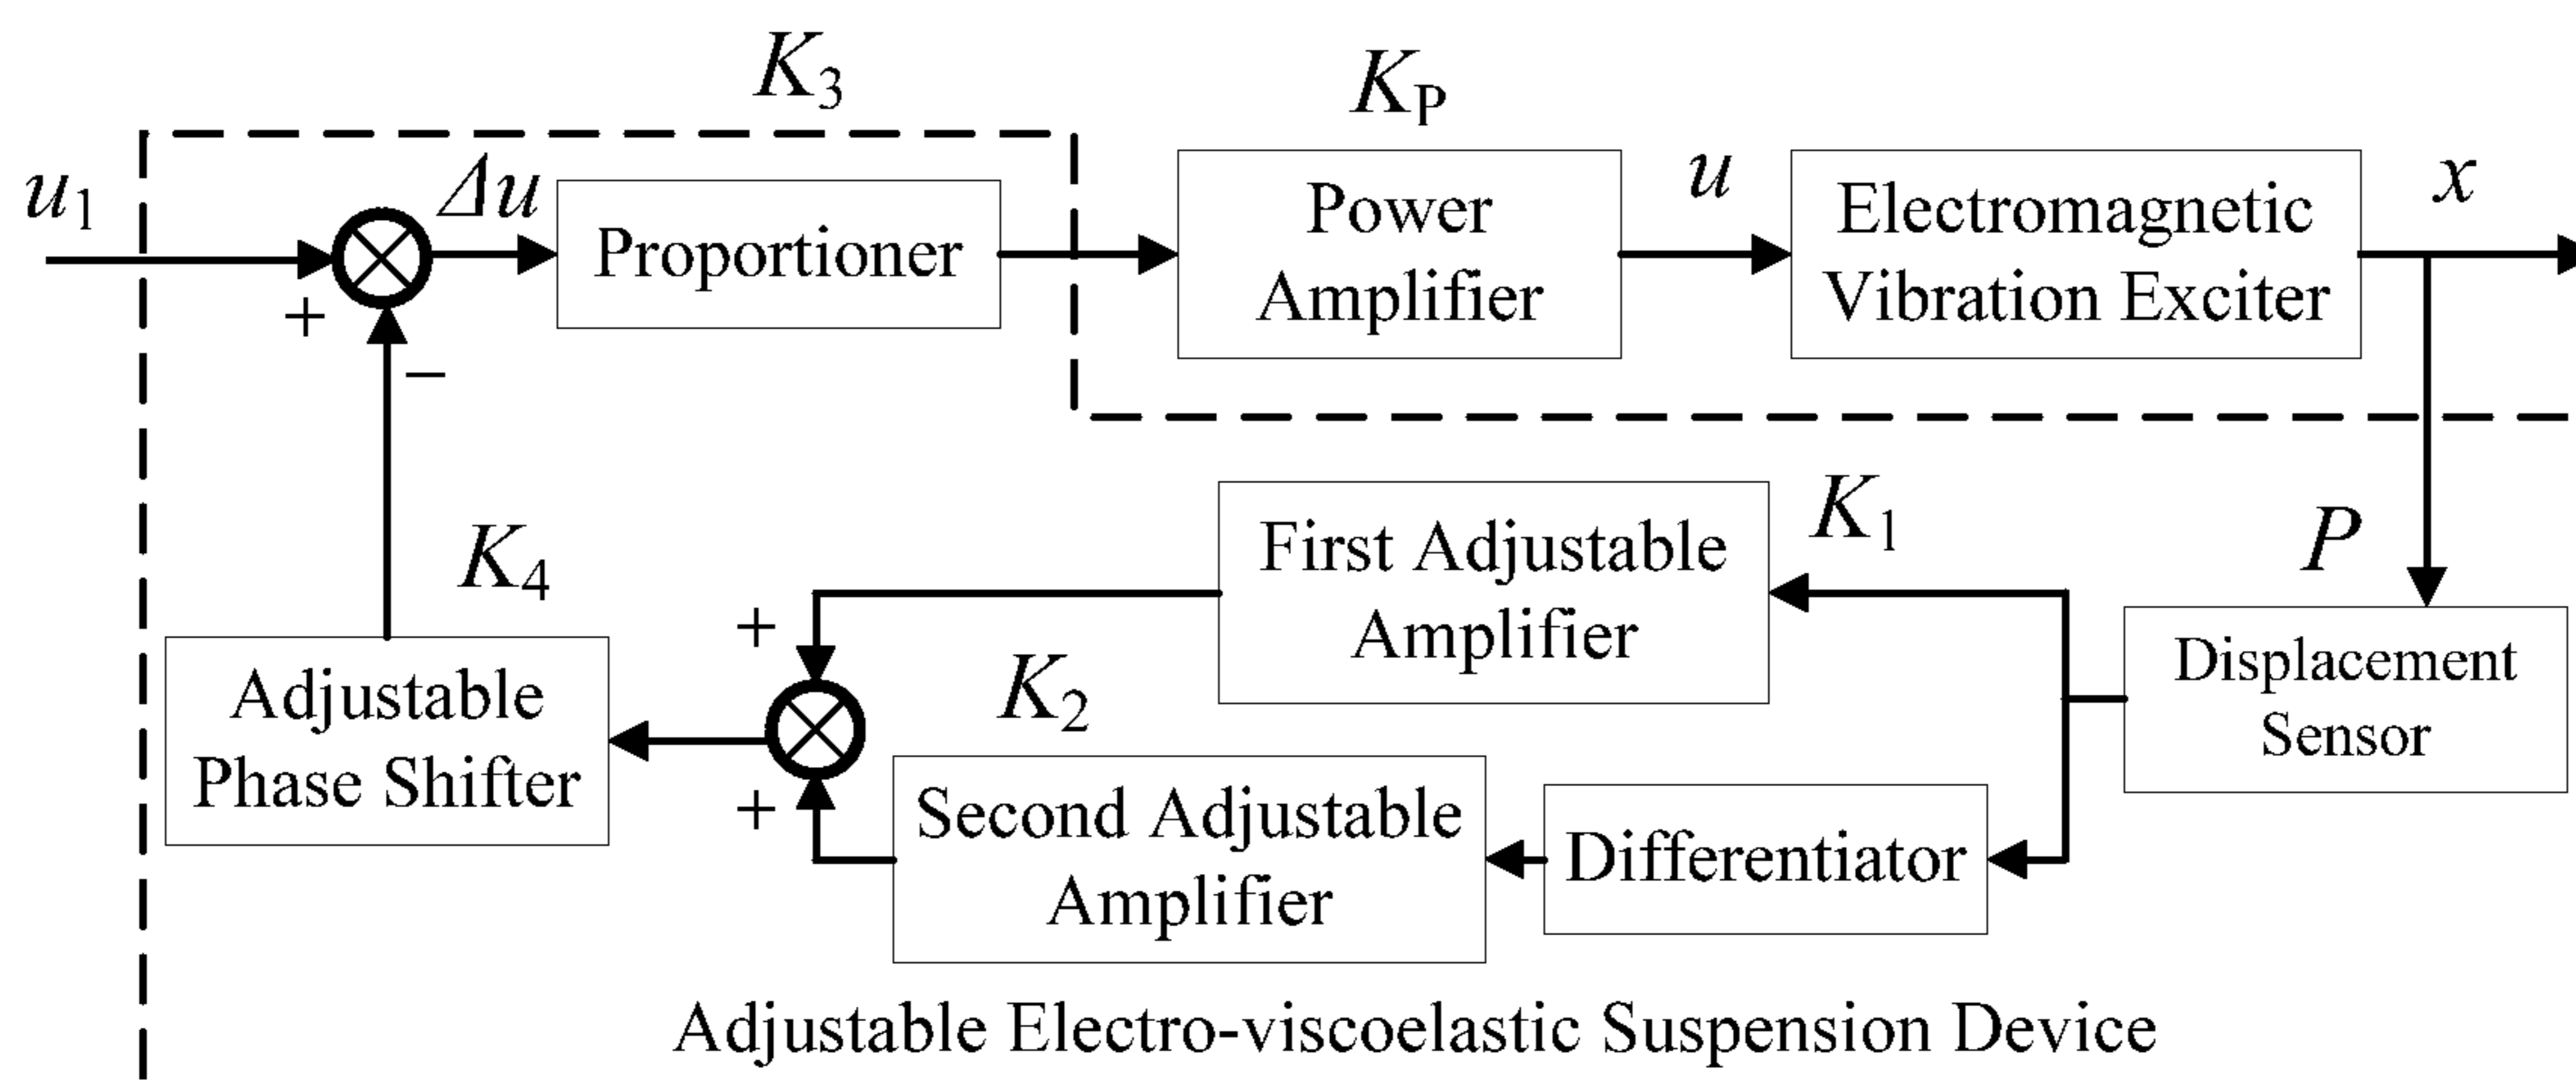 K3
KP
u1
Δu
Proportioner
Power
Amplifier
u
Electromagnetic
Vibration Exciter
x
+
−
First Adjustable
Amplifier
K1
P
K4
+
K2
Displacement
Sensor
Adjustable
Phase Shifter
+
Second Adjustable
Amplifier
Differentiator
Adjustable Electro-viscoelastic Suspension Device